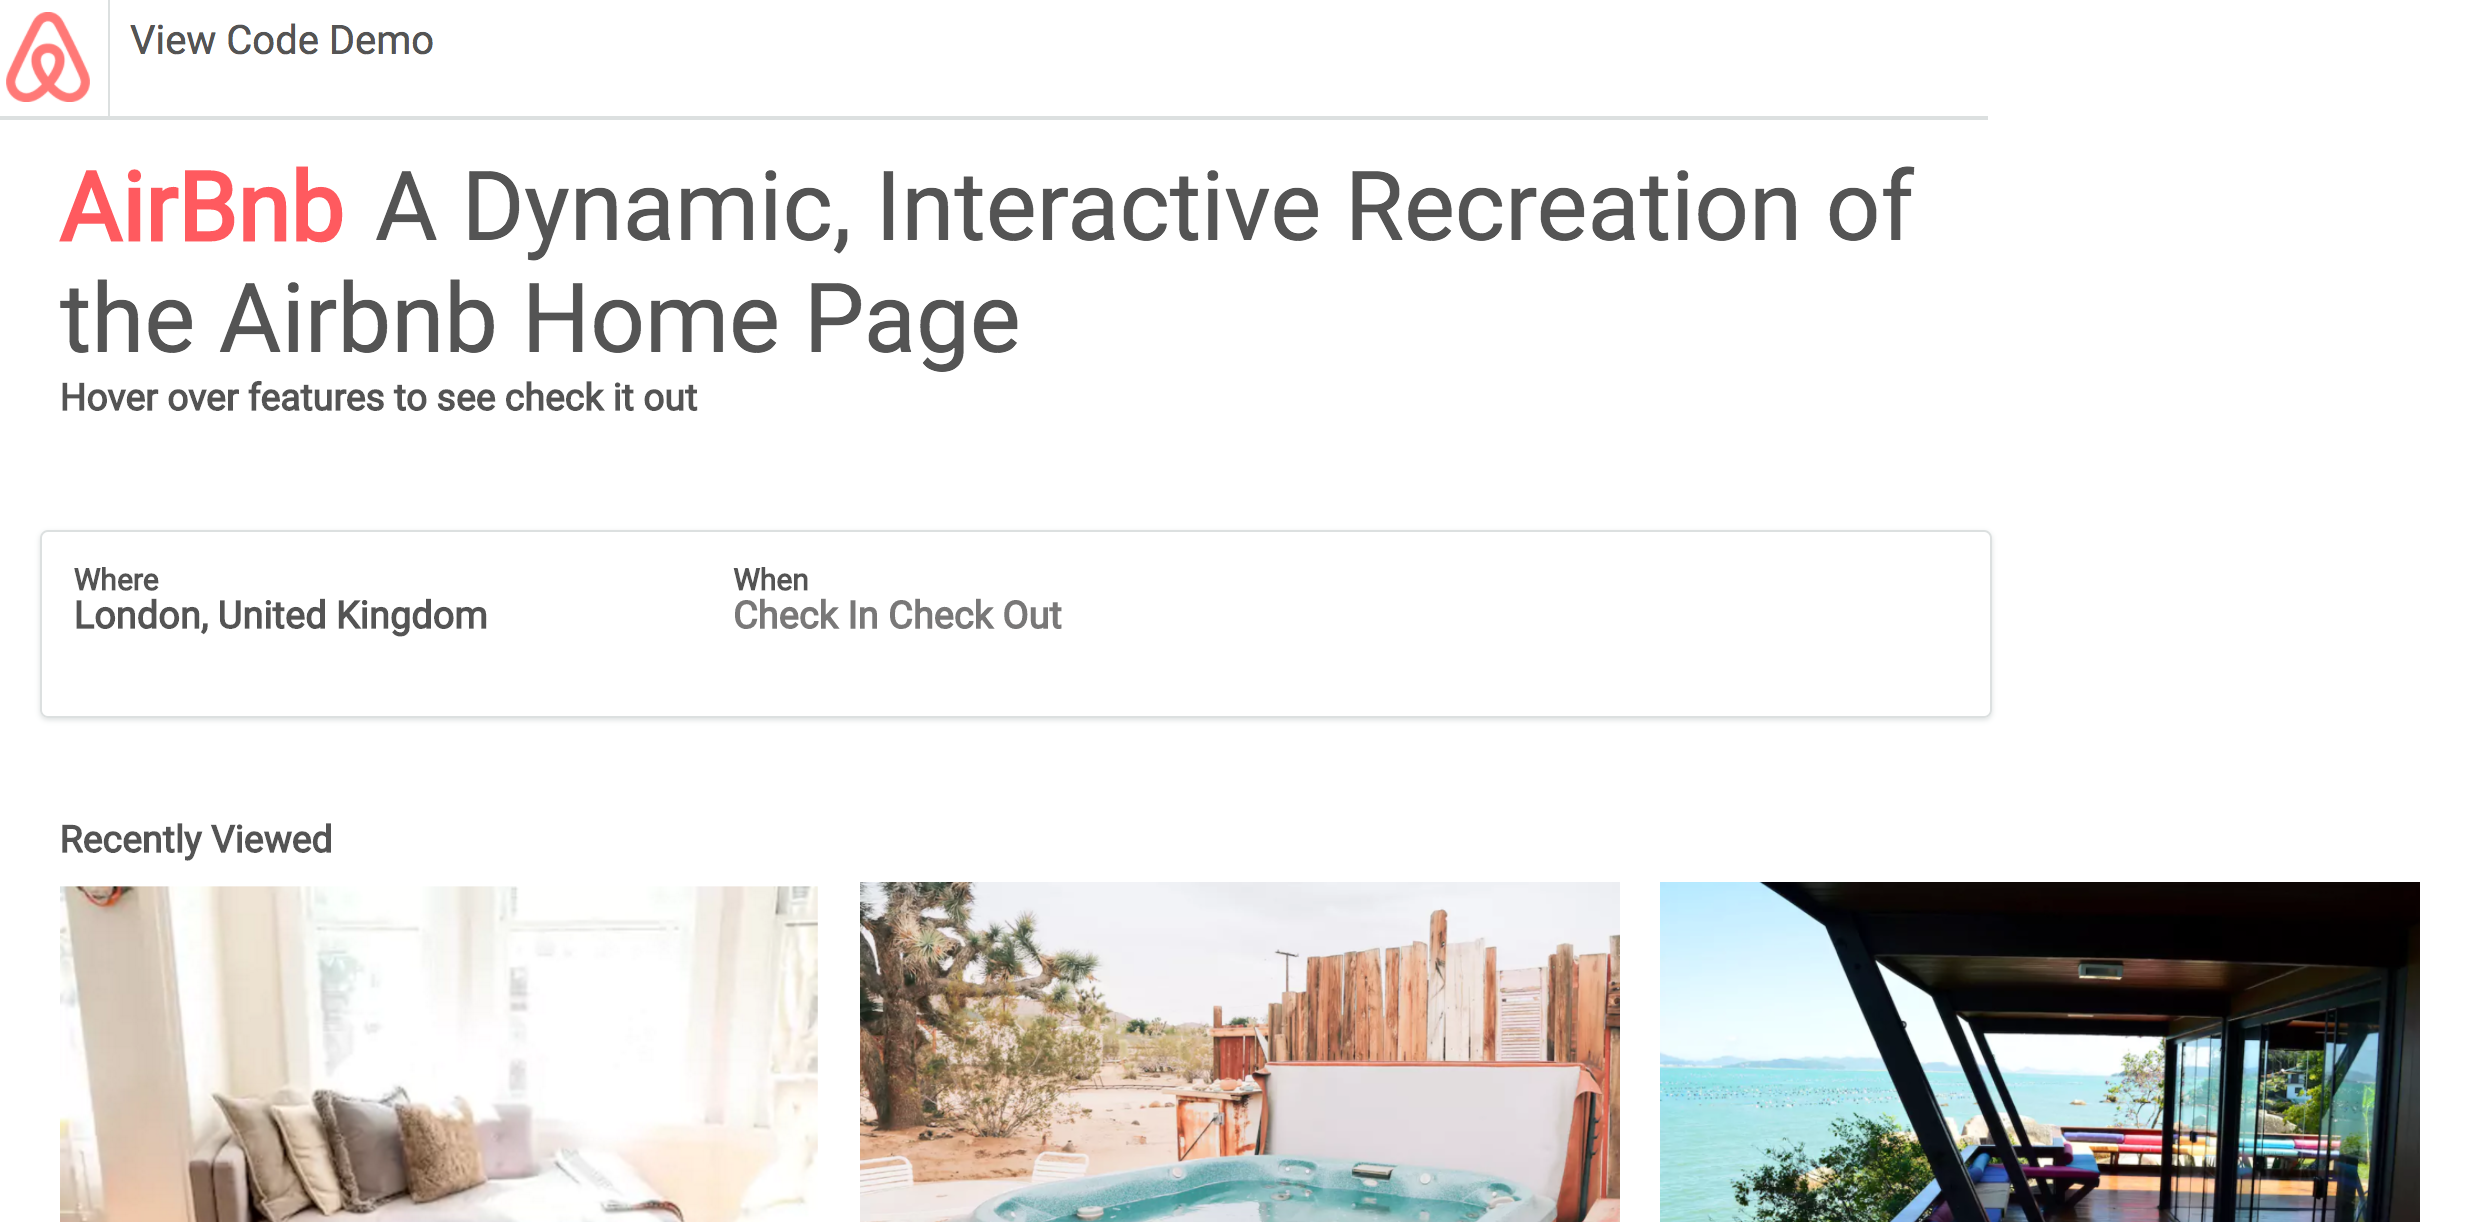 View Code Demo
AirBnb A Dynamic, Interactive Recreation of
the Airbnb Home Page
Hover over features to see check it out
Where
London, United Kingdom
When
Check In Check Out
Recently Viewed